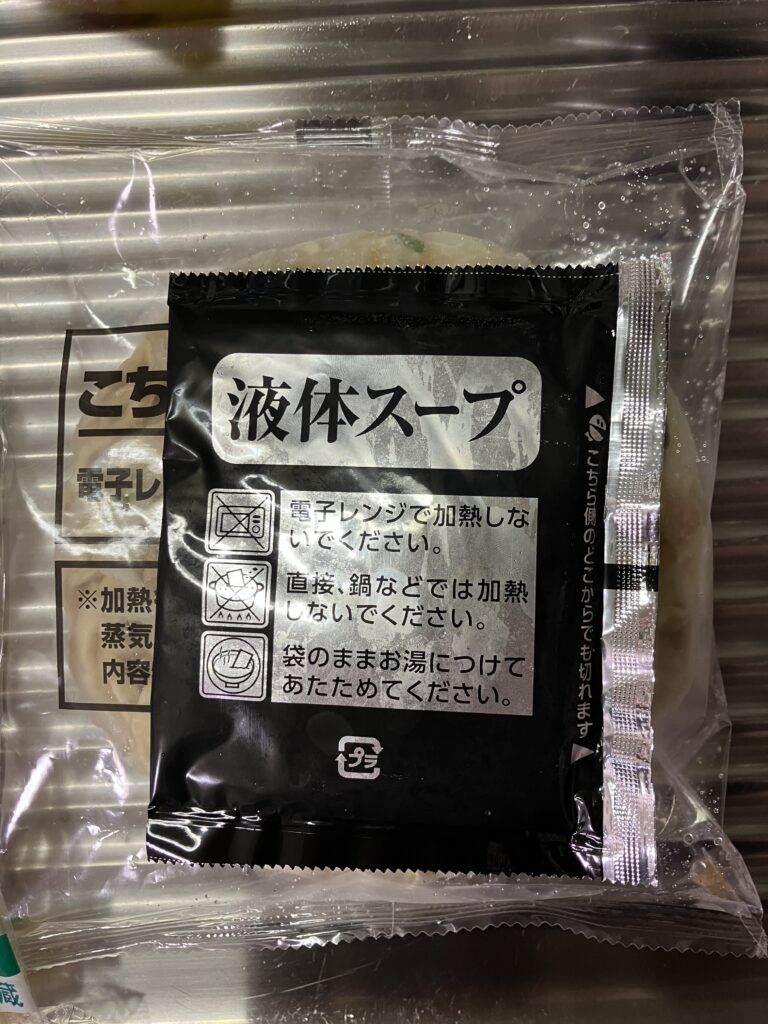 液体スープ
電子レンジで加熱しな
いでください。
直接、鍋などでは加熱
しないでください。
袋のままお湯につけて
あたためてください。
プラ
こちら側のどこからでも切れます
こち
電子レ
※加熱
蒸気
内容
蔵